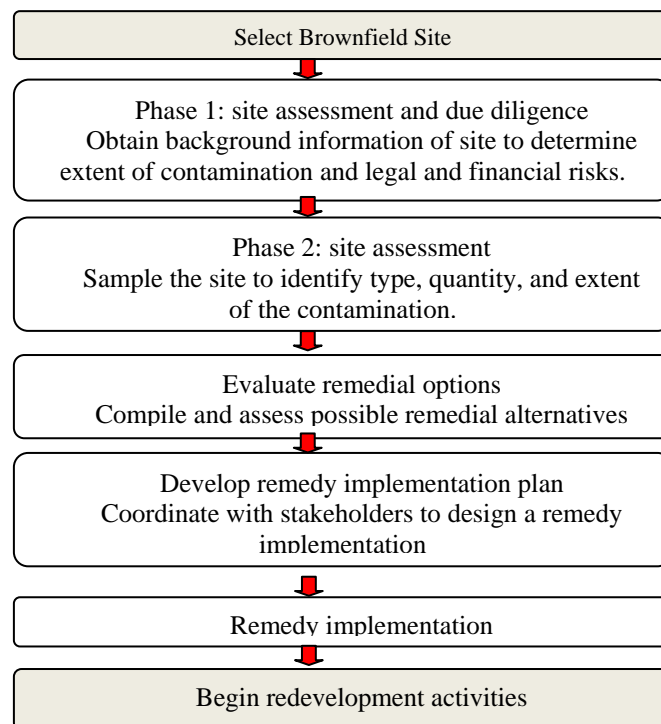 Select Brownfield Site
Phase 1: site assessment and due diligence
Obtain background information of site to determine
extent of contamination and legal and financial risks.
Phase 2: site assessment
Sample the site to identify type, quantity, and extent
of the contamination.
Evaluate remedial options
Compile and assess possible remedial alternatives
Develop remedy implementation plan
Coordinate with stakeholders to design a remedy
implementation
Remedy implementation
Begin redevelopment activities